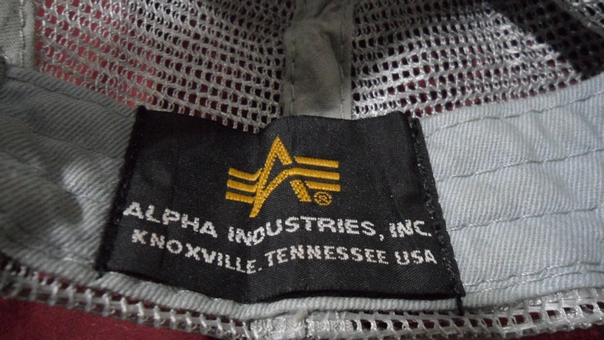 ®
ALPHA INDUSTRIES, INC.
KNOXVILLE. TENNESSEE USA